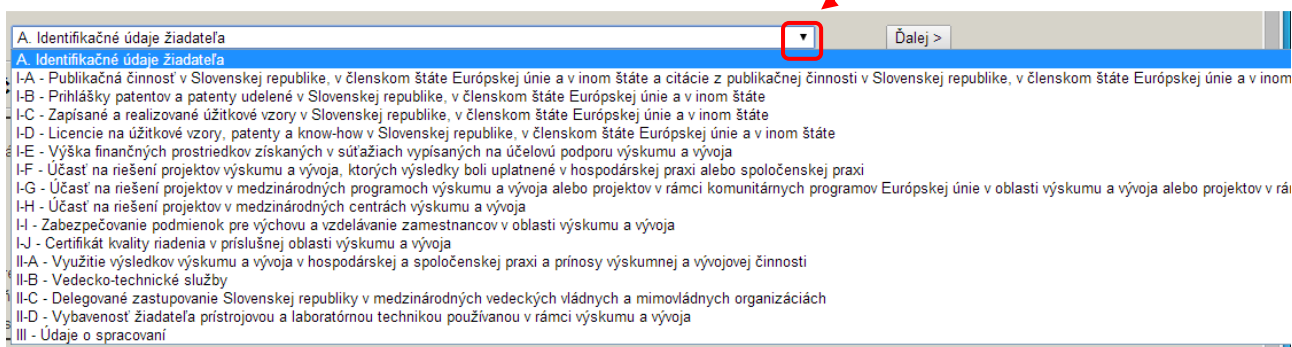 A. Identifikačné údaje žiadateľa
Ďalej >
A. Identifikačné údaje žiadateľa
I-A - Publikačná činnosť v Slovenskej republike, v členskom štáte Európskej únie a v inom štáte a citácie z publikačnej činnosti v Slovenskej republike, v členskom štáte Európskej únie a v inom
I-B - Prihlášky patentov a patenty udelené v Slovenskej republike, v členskom štáte Európskej únie a v inom štáte
I-C - Zapísané a realizované úžitkové vzory v Slovenskej republike, v členskom štáte Európskej únie a v inom štáte
I-D - Licencie na úžitkové vzory, patenty a know-how v Slovenskej republike, v členskom štáte Európskej únie a v inom štáte
I-E - Výška finančných prostriedkov získaných v súťažiach vypísaných na účelovú podporu výskumu a vývoja
I-F - Účasť na riešení projektov výskumu a vývoja, ktorých výsledky boli uplatnené v hospodárskej praxi alebo spoločenskej praxi
I-G - Účasť na riešení projektov v medzinárodných programoch výskumu a vývoja alebo projektov v rámci komunitárnych programov Európskej únie v oblasti výskumu a vývoja alebo projektov v rá
I-H - Účasť na riešení projektov v medzinárodných centrách výskumu a vývoja
I-I - Zabezpečovanie podmienok pre výchovu a vzdelávanie zamestnancov v oblasti výskumu a vývoja
I-J - Certifikát kvality riadenia v príslušnej oblasti výskumu a vývoja
II-A - Využitie výsledkov výskumu a vývoja v hospodárskej a spoločenskej praxi a prínosy výskumnej a vývojovej činnosti
II-B - Vedecko-technické služby
II-C - Delegované zastupovanie Slovenskej republiky v medzinárodných vedeckých vládnych a mimovládnych organizáciách
II-D - Vybavenosť žiadateľa prístrojovou a laboratórnou technikou používanou v rámci výskumu a vývoja
III - Údaje o spracovaní